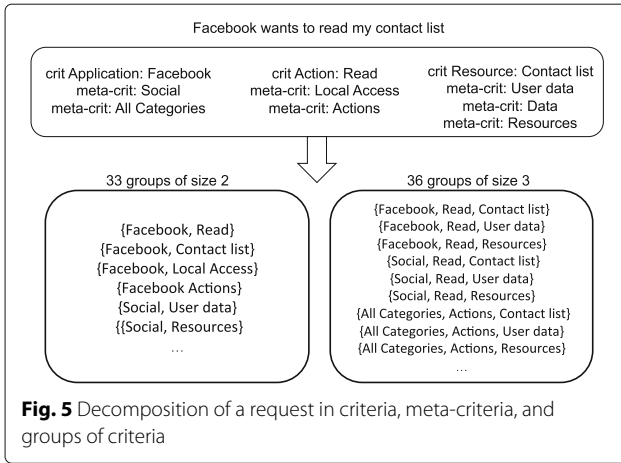 Facebook wants to read my contact list
crit Application: Facebook
meta-crit: Social
meta-crit: All Categories
crit Action: Read
meta-crit: Local Access
meta-crit: Actions
crit Resource: Contact list
meta-crit: User data
meta-crit: Data
meta-crit: Resources
33 groups of size 2
{Facebook, Read}
{Facebook, Contact list}
{Facebook, Local Access}
{Facebook Actions}
{Social, User data}
{{Social, Resources}
...
36 groups of size 3
{Facebook, Read, Contact list}
{Facebook, Read, User data}
{Facebook, Read, Resources}
{Social, Read, Contact list}
{Social, Read, User data}
{Social, Read, Resources}
{All Categories, Actions, Contact list}
{All Categories, Actions, User data}
{All Categories, Actions, Resources}
...
Fig. 5 Decomposition of a request in criteria, meta-criteria, and
groups of criteria